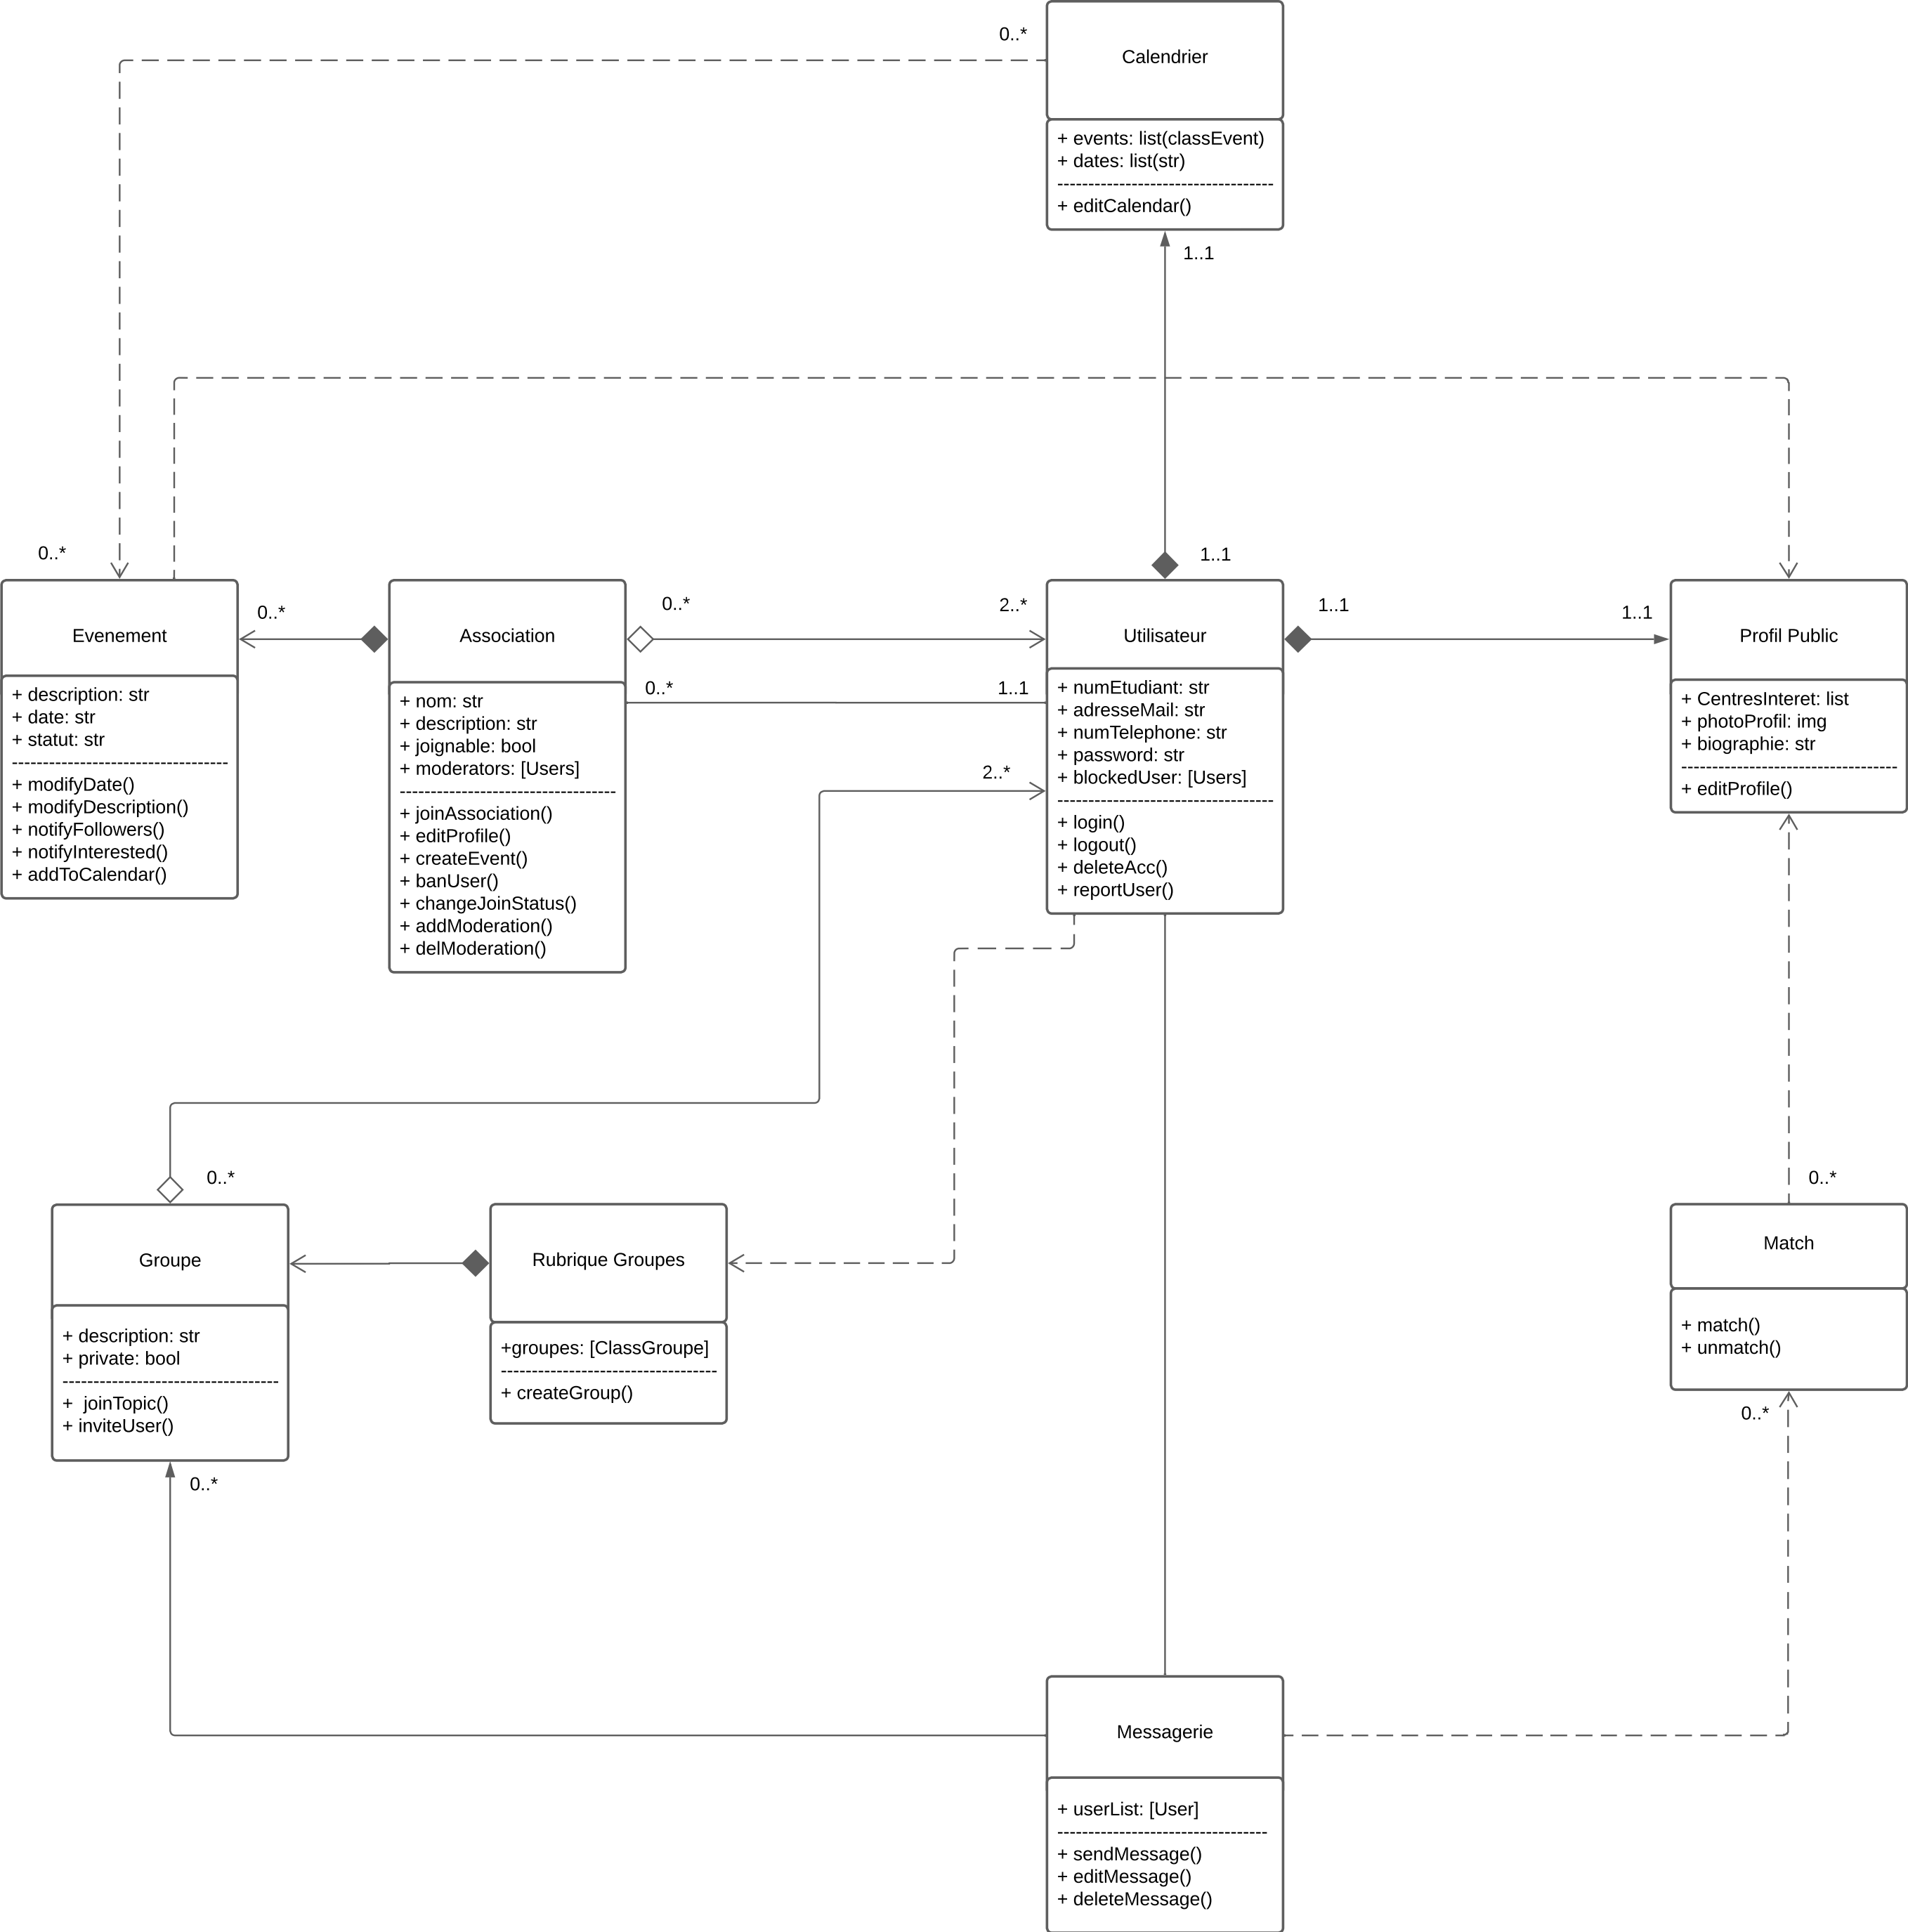 0..*
Calendrier
+ events: list(classEvent)
+ dates: list(str)
-----------------------------------
+ editCalendar()
1..1
0..*
1..1
0..*
Evenement
+ description: str
+ date: str
+ statut: str
-----------------------------------
+ modifyDate()
+ modifyDescription()
+ notifyFollowers()
+ notifyInterested()
+ addToCalendar()
Association
+ nom: str
+ description: str
+ joignable: bool
+ moderators: [Users]
-----------------------------------
+ joinAssociation()
+ editProfile()
+ createEvent()
+ banUser()
+ changeJoinStatus()
+ addModeration()
+ delModeration()
0..*
2..*
0..*
1..1
2..*
Utilisateur
+ numEtudiant: str
+ adresseMail: str
+ numTelephone: str
+ password: str
+ blockedUser: [Users]
-----------------------------------
+ login()
+ logout()
+ deleteAcc()
+ reportUser()
1..1
1..1
Profil Public
+ CentresInteret: list
+ photoProfil: img
+ biographie: str
-----------------------------------
+ editProfile()
0..*
Groupe
+ description: str
+ private: bool
-----------------------------------
+  joinTopic()
+ inviteUser()
0..*
Rubrique Groupes
+groupes: [ClassGroupe]
-----------------------------------
+ createGroup()
0..*
Match
+ match()
+ unmatch()
0..*
Messagerie
+ userList: [User]
----------------------------------
+ sendMessage()
+ editMessage()
+ deleteMessage()